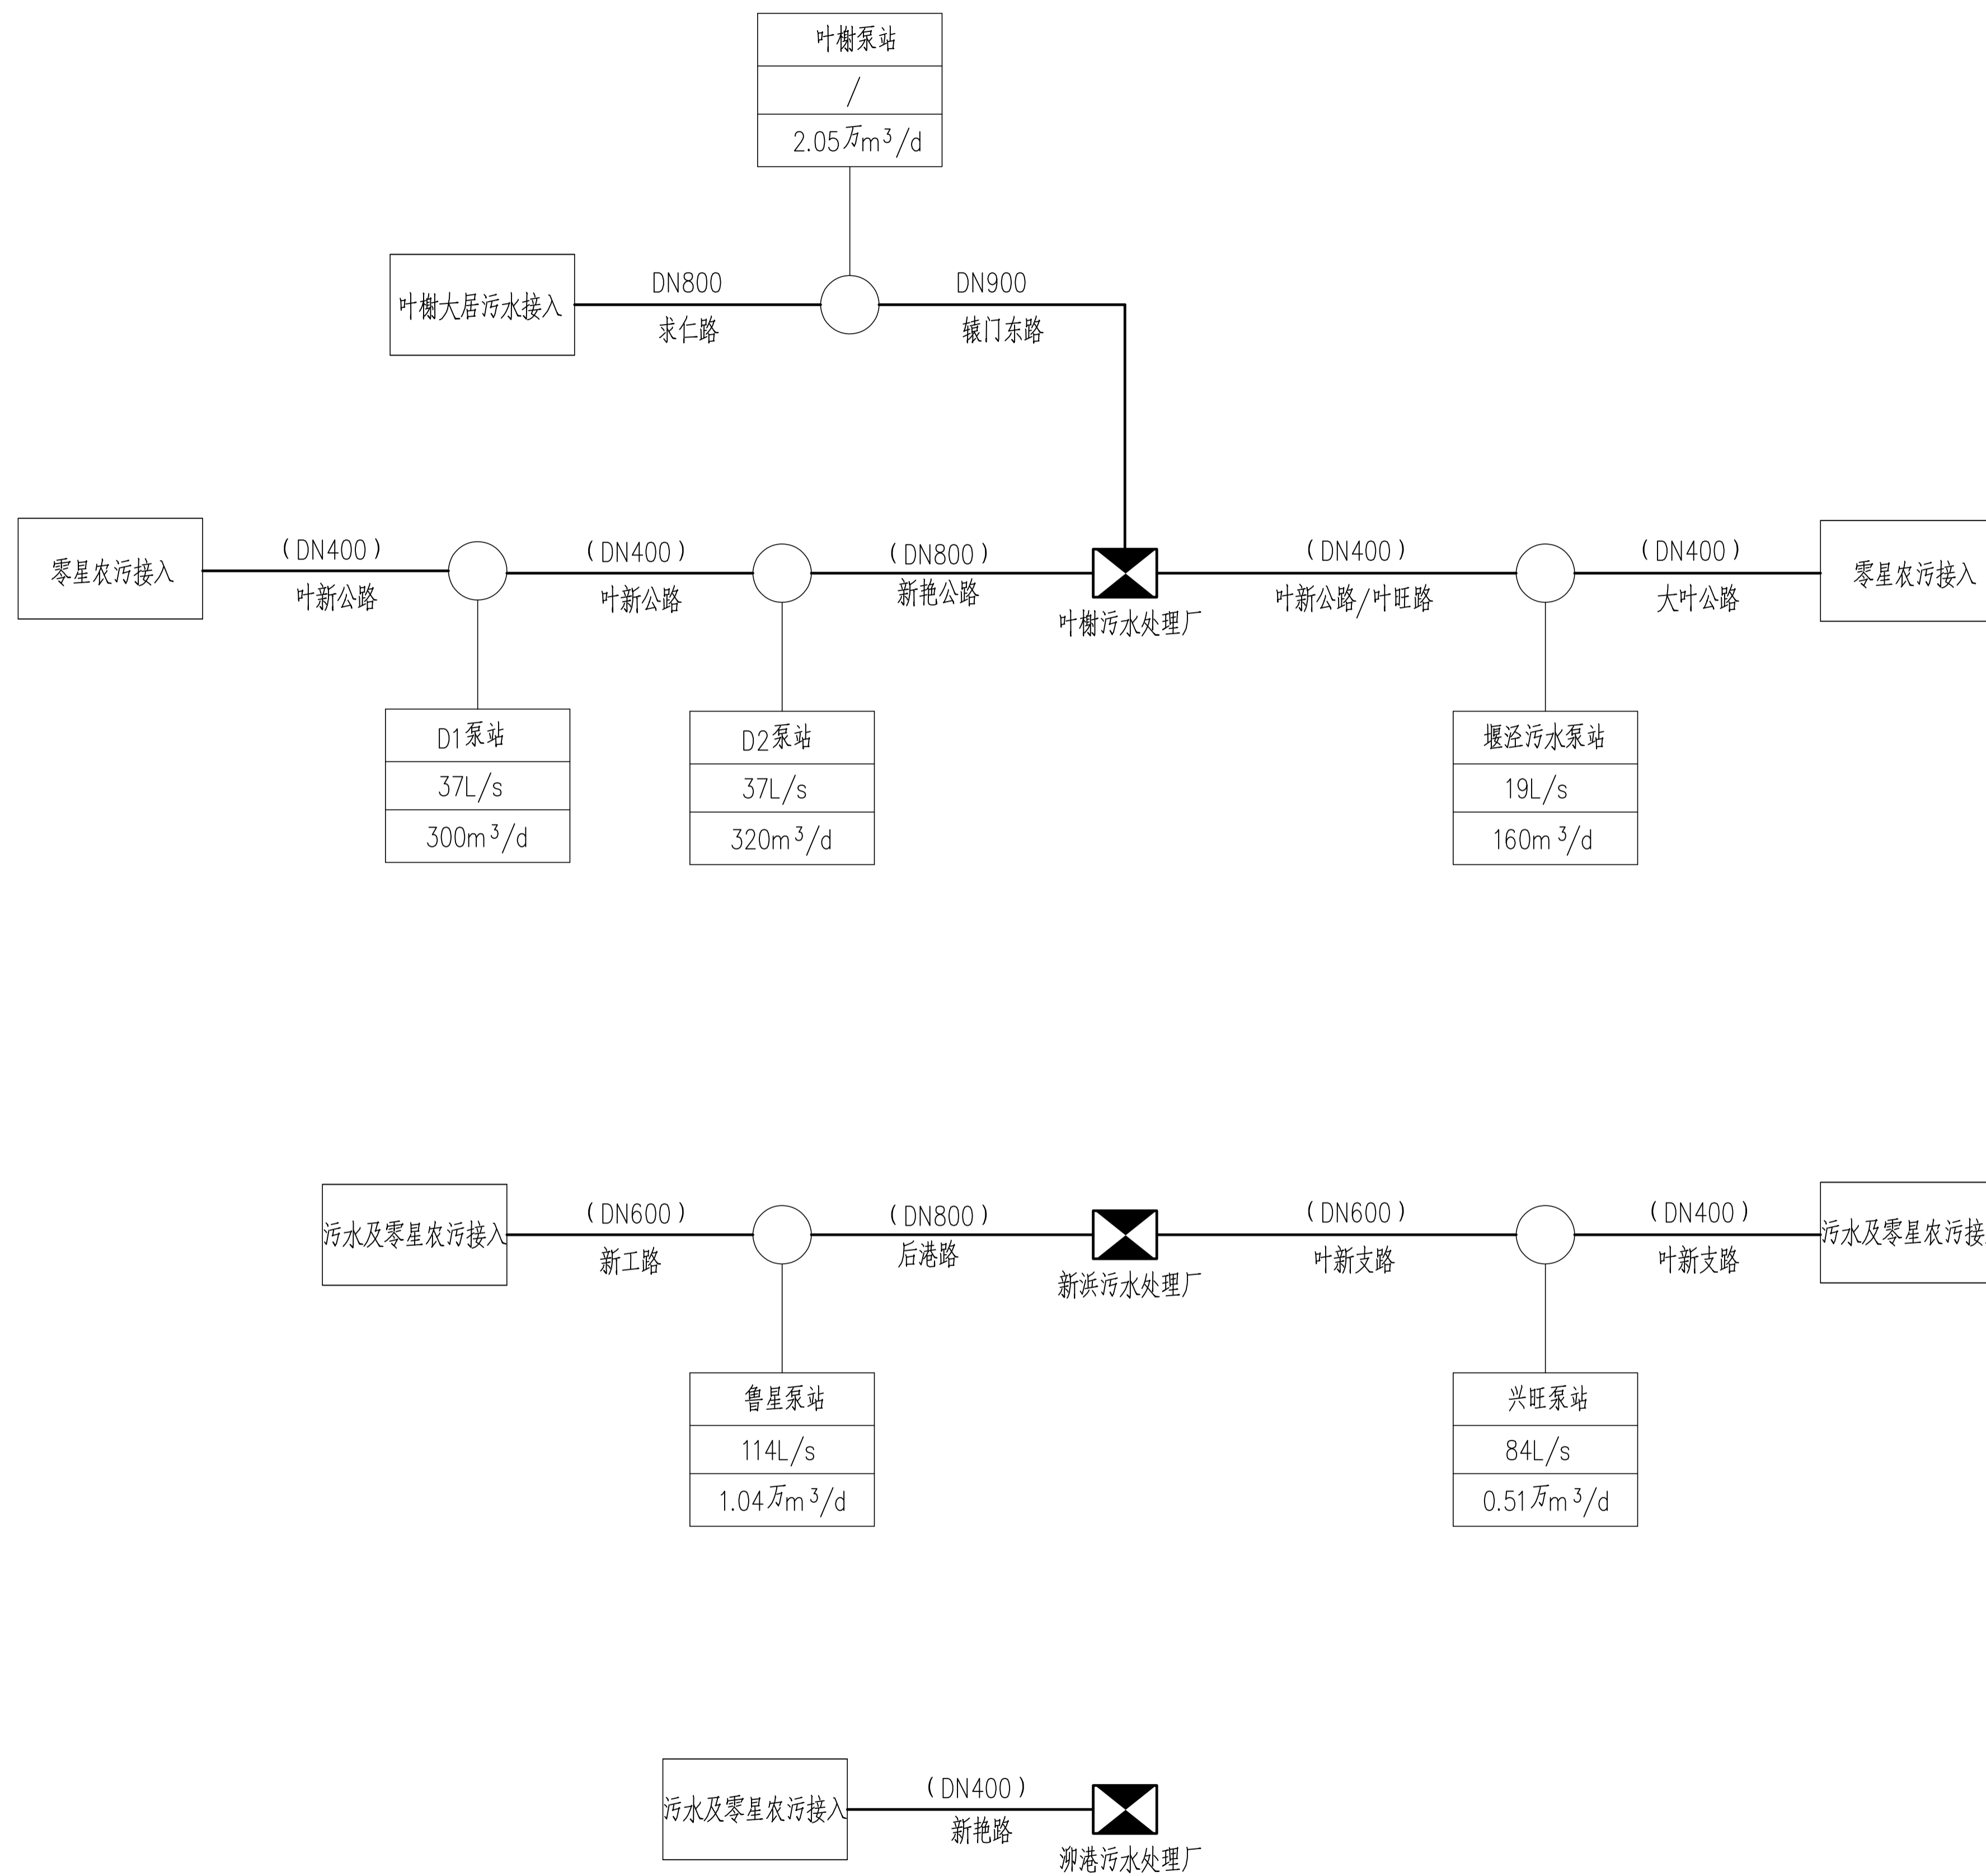 叶榭泵站
/
2.05万m³/d
叶榭大居污水接入
DN800
求仁路
DN900
辕门东路
零星农污接入
(DN400)
叶新公路
(DN400)
叶新公路
(DN800)
新艳公路
叶榭污水处理厂
(DN400)
叶新公路/叶旺路
(DN400)
大叶公路
零星农污接入
D1泵站
37L/s
300m³/d
D2泵站
37L/s
320m³/d
堰泾污水泵站
19L/s
160m³/d
污水及零星农污接入
(DN600)
新工路
(DN800)
后港路
新浜污水处理厂
(DN600)
叶新支路
(DN400)
叶新支路
污水及零星农污接
鲁星泵站
114L/s
1.04万m³/d
兴旺泵站
84L/s
0.51万m³/d
污水及零星农污接入
(DN400)
新艳路
泖港污水处理厂